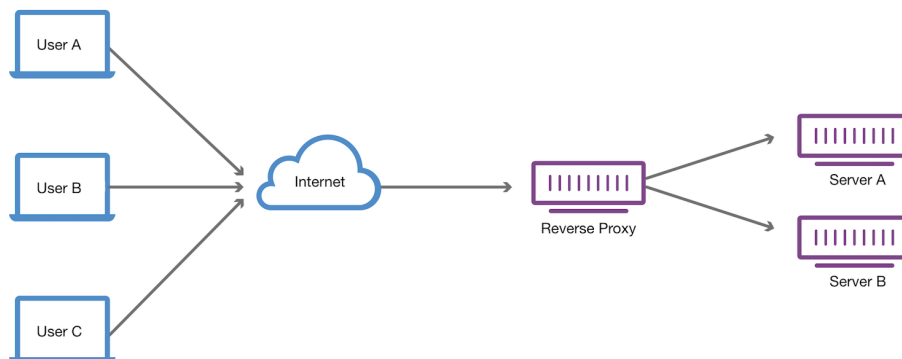 User A
User B
User C
Internet
Reverse Proxy
Server A
Server B